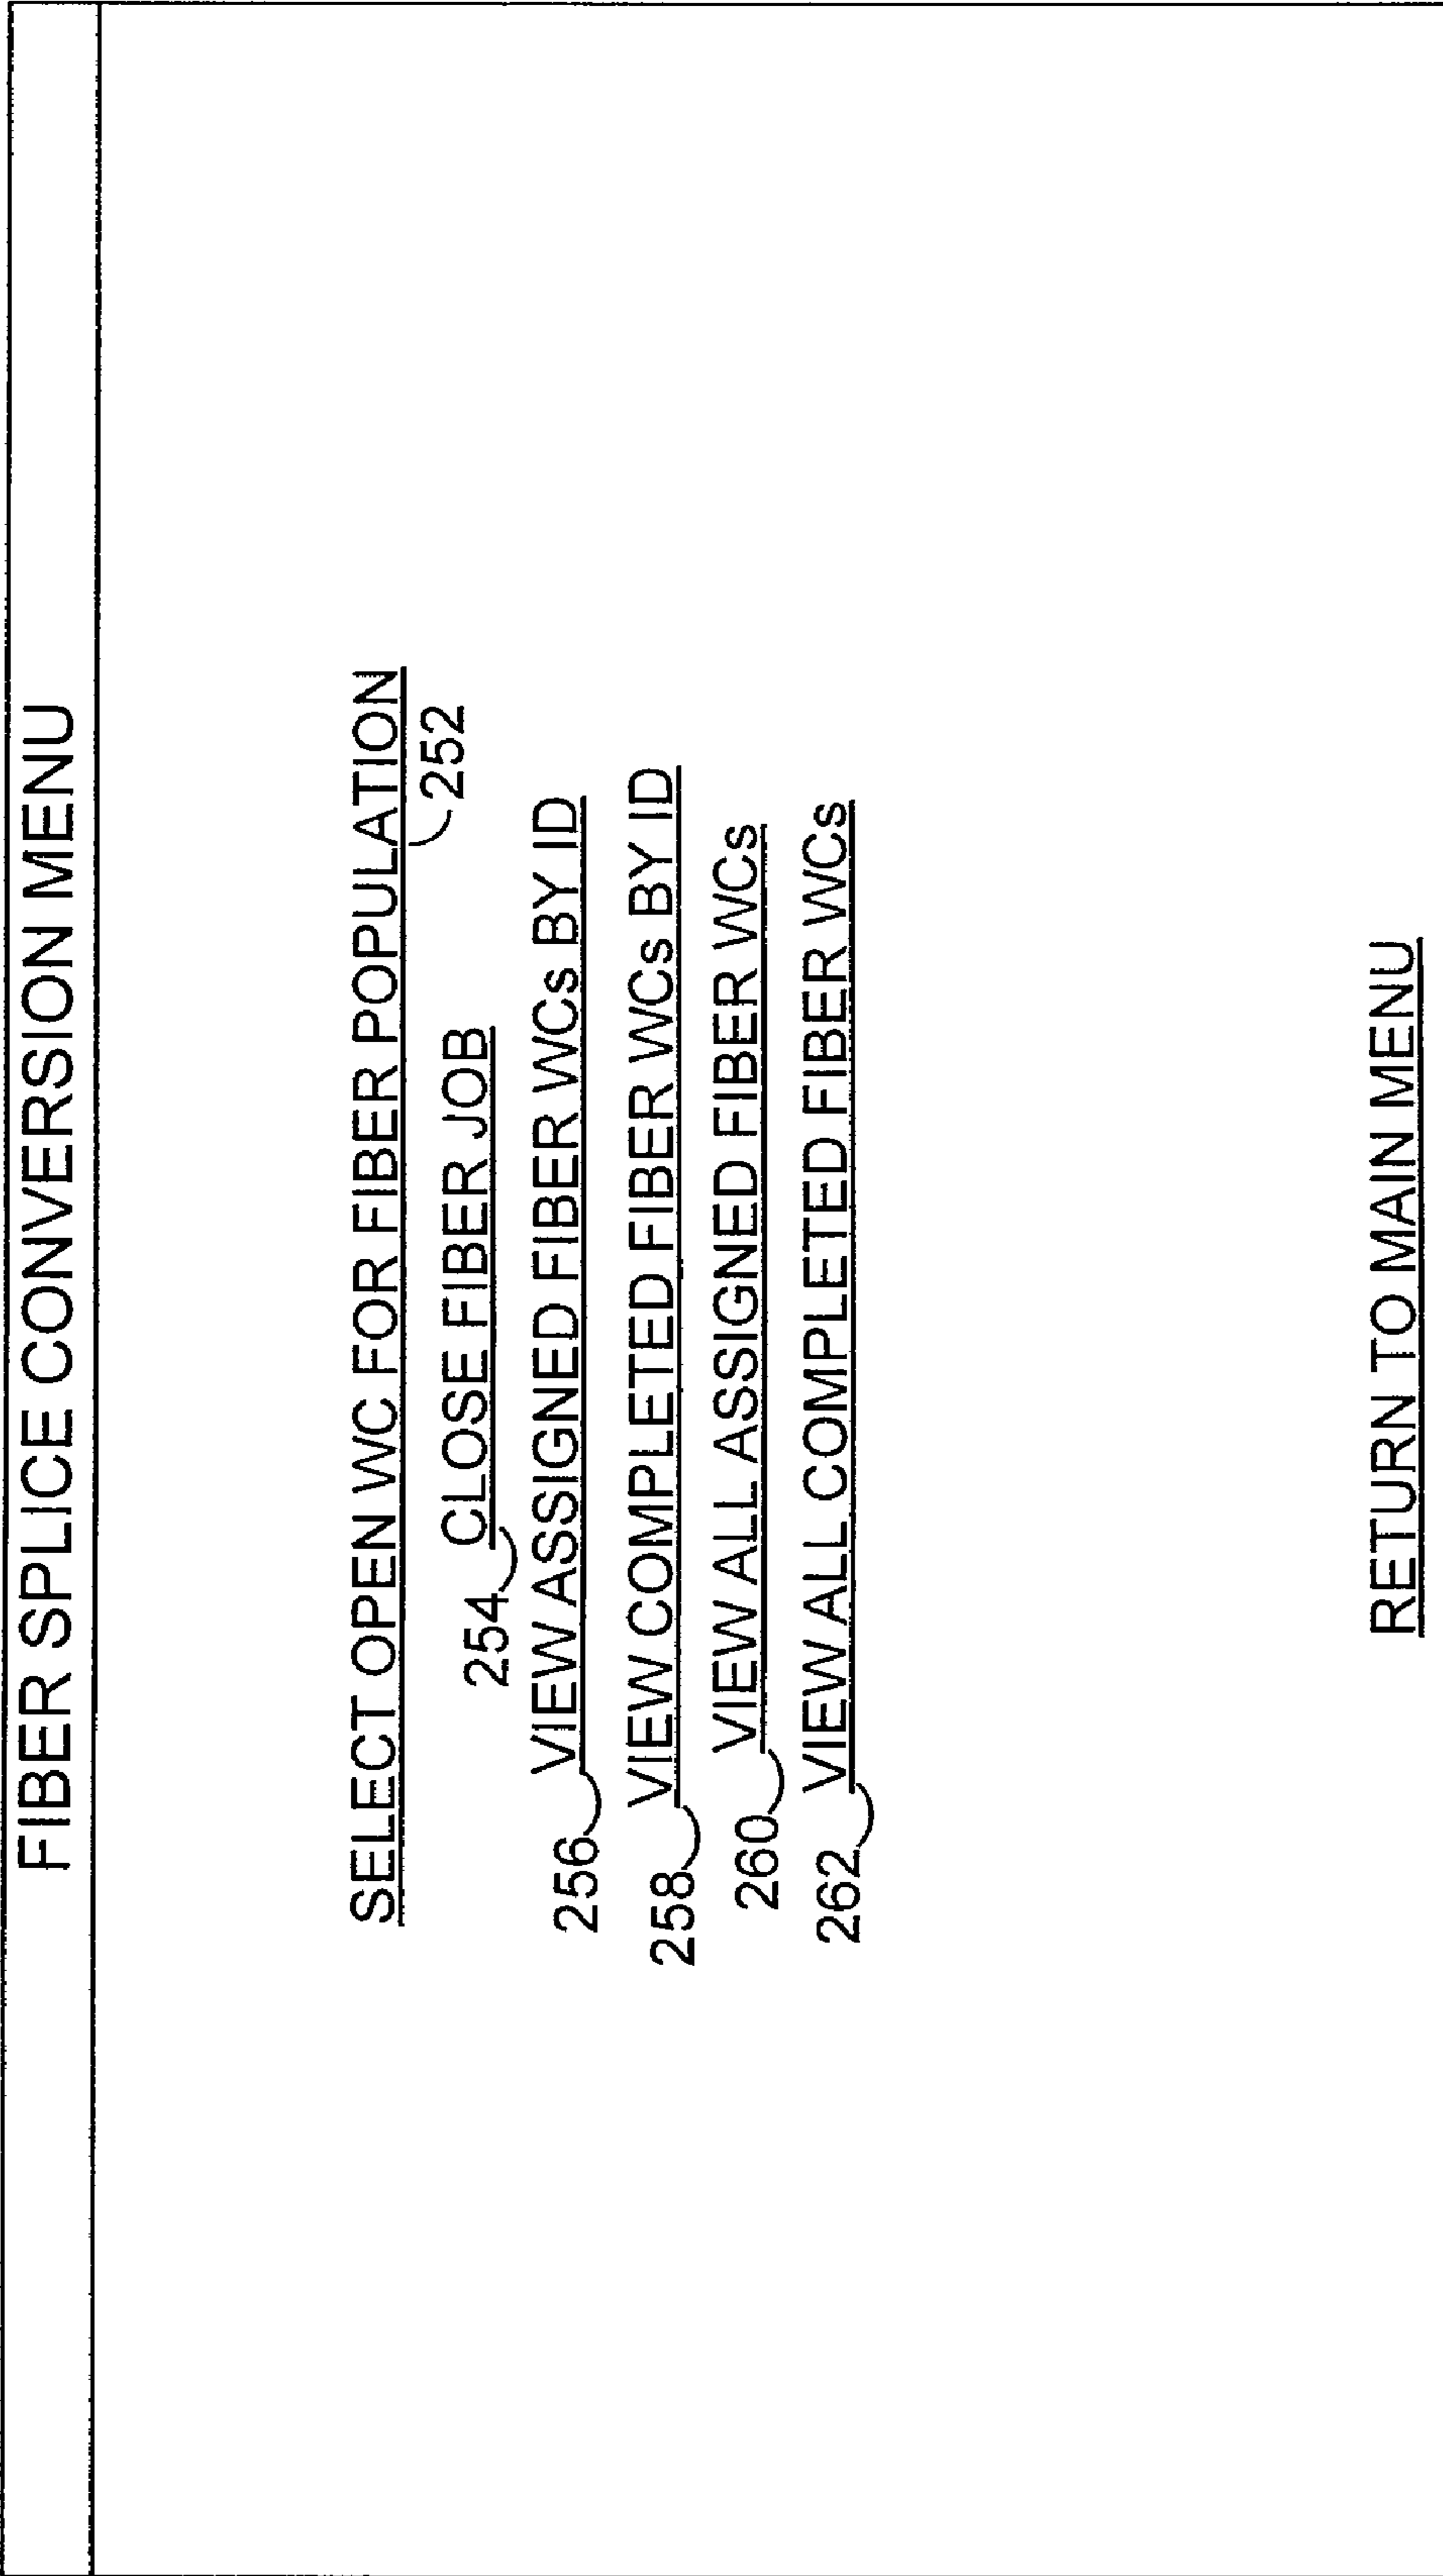 FIBER SPLICE CONVERSION MENU
SELECT OPEN WC FOR FIBER POPULATION
252
254 CLOSE FIBER JOB
256 VIEW ASSIGNED FIBER WCs BY ID
258 VIEW COMPLETED FIBER WCs BY ID
260 VIEW ALL ASSIGNED FIBER WCs
262 VIEW ALL COMPLETED FIBER WCs
RETURN TO MAIN MENU